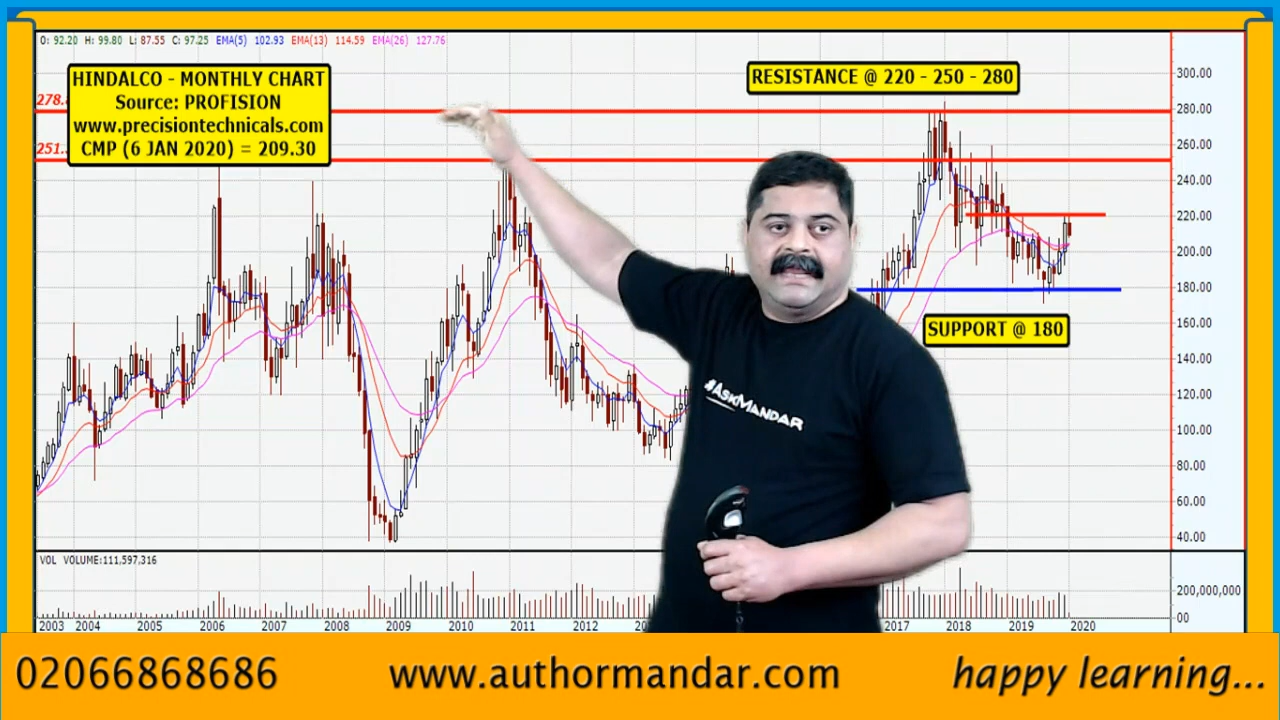 O: 92.20 H: 99.80 L: 87.55 C: 97.25 EMA(5) 102.93 EMA(13) 114.59 EMA(26) 127.76
HINDALCO - MONTHLY CHART
Source: PROFISION
www.precisiontechnicals.com
CMP (6 JAN 2020) = 209.30
RESISTANCE @ 220 - 250 - 280
278.
251.
300.00
280.00
260.00
240.00
220.00
200.00
180.00
160.00
140.00
120.00
100.00
80.00
60.00
40.00
SUPPORT @ 180
#ASKMANDAR
VOL VOLUME:111,597,316
200,000,000
00
2003 2004 2005 2006 2007 2008 2009 2010 2011 2012 2017 2018 2019 2020
02066868686 www.authormandar.com happy learning...